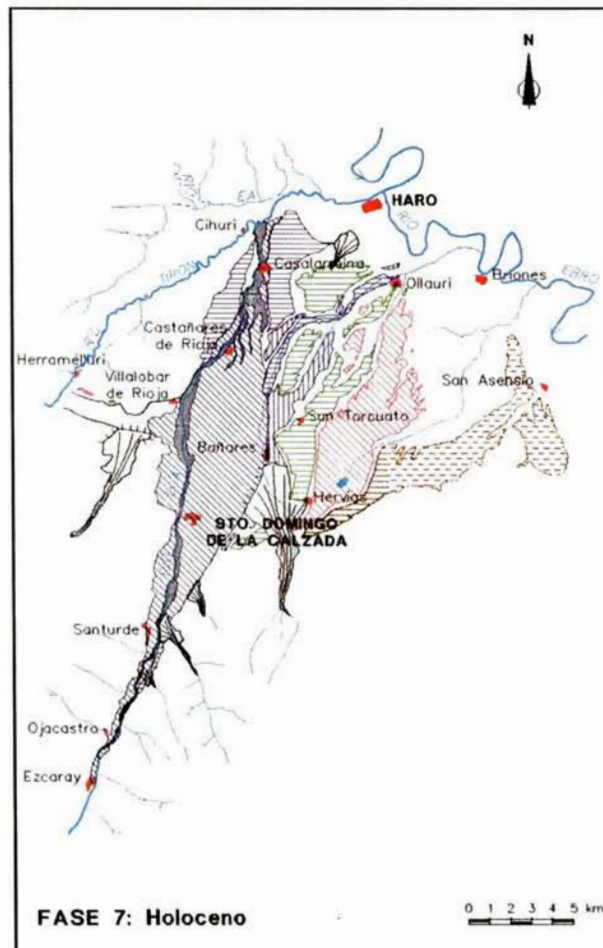 N
HARO
EA
RIO
Cihuri
TIRON
RIO
EBRO
Casalarreina
Ollauri
Briones
Castañares
de Rioja
Herramélluri
Villalobar
de Rioja
San Asensio
San Torcuato
Bañares
Hervias
STO. DOMINGO
DE LA CALZADA
Santurde
Ojacastro
Ezcaray
FASE 7: Holoceno
0 1 2 3 4 5 km